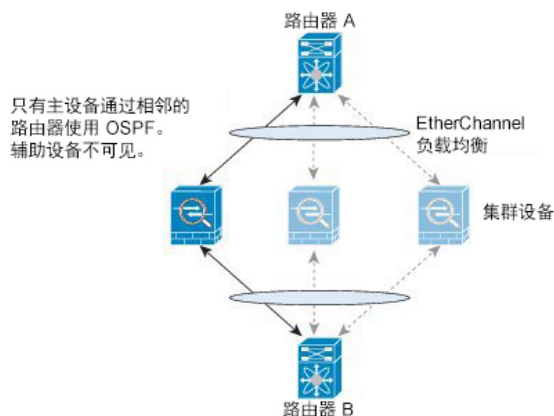 路由器 A
只有主设备通过相邻的
路由器使用 OSPF。
辅助设备不可见。
EtherChannel
负载均衡
集群设备
路由器 B